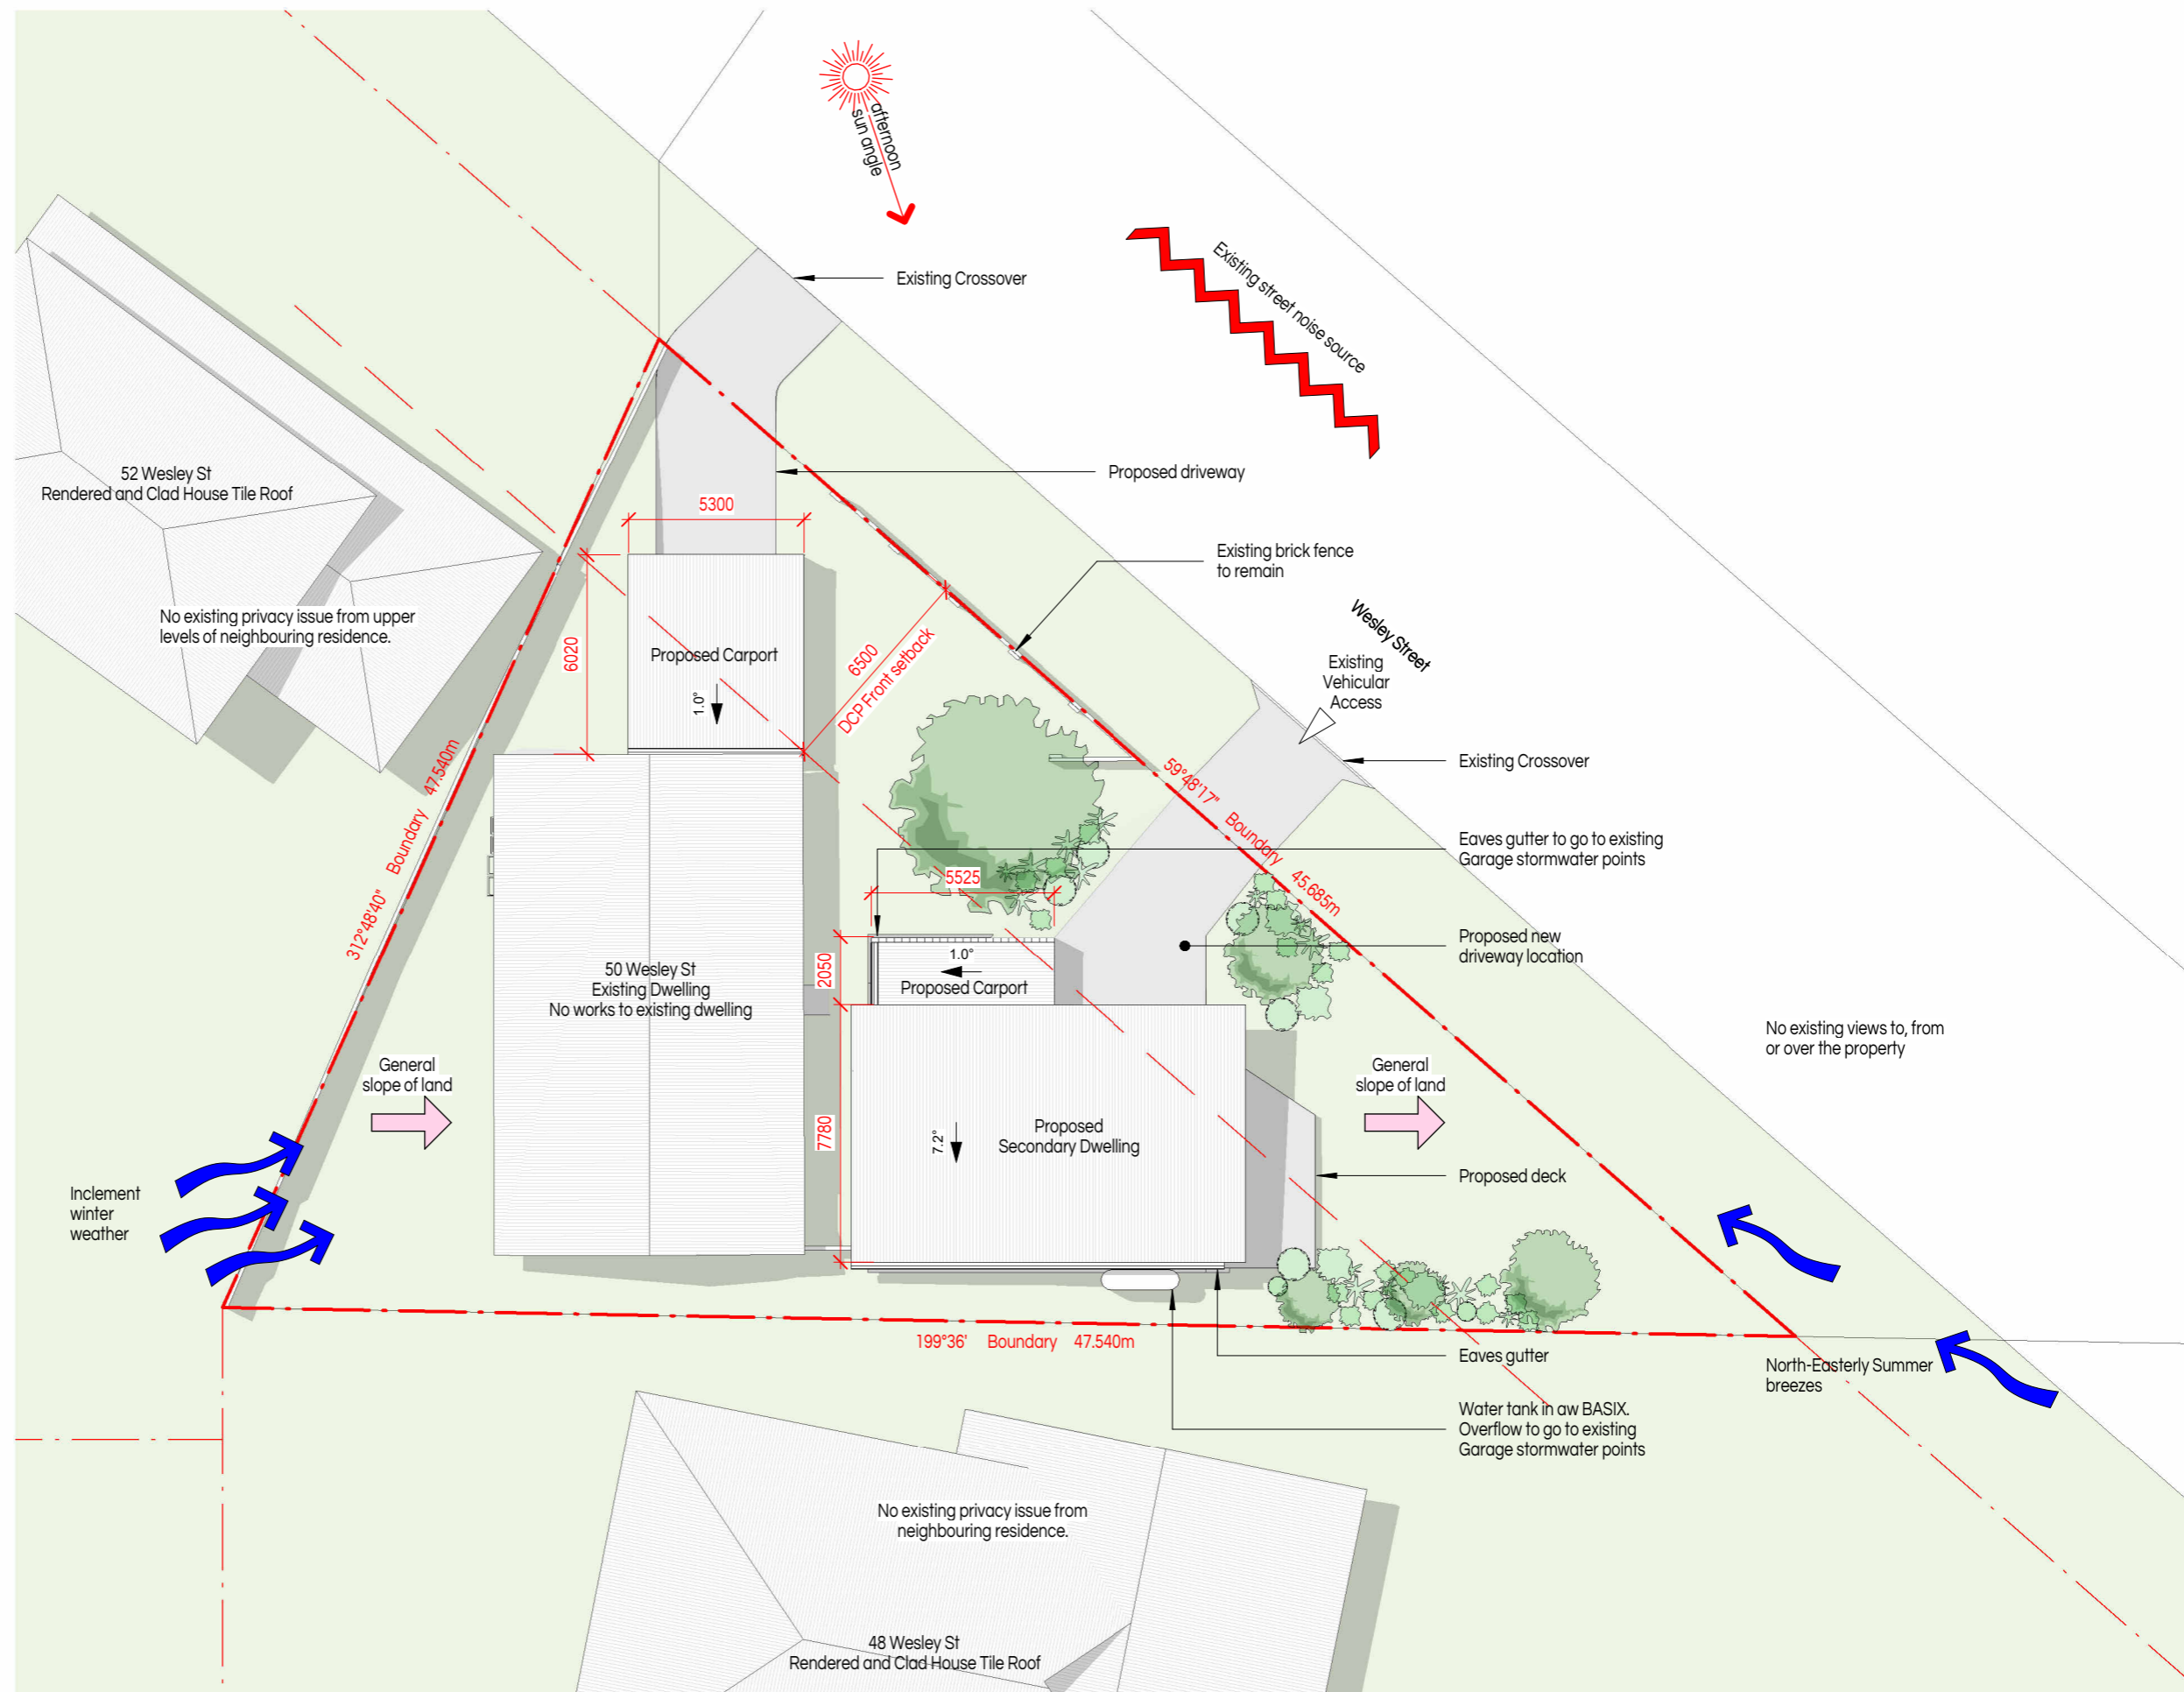 afternoon
sun angle
Existing Crossover
Existing street noise source
52 Wesley St
Rendered and Clad House Tile Roof
Proposed driveway
5300
Existing brick fence
to remain
No existing privacy issue from upper
levels of neighbouring residence.
6020
Proposed Carport
1.0°
6500
DCP Front setback
Wesley Street
Existing
Vehicular
Access
Existing Crossover
312°48'40" Boundary 47.540m
59°48'17" Boundary 45.685m
Eaves gutter to go to existing
Garage stormwater points
5525
Proposed new
driveway location
2050
1.0°
Proposed Carport
50 Wesley St
Existing Dwelling
No works to existing dwelling
No existing views to, from
or over the property
General
slope of land
General
slope of land
7780
7.2°
Proposed
Secondary Dwelling
Proposed deck
Inclement
winter
weather
199°36' Boundary 47.540m
Eaves gutter
North-Easterly Summer
breezes
Water tank in aw BASIX.
Overflow to go to existing
Garage stormwater points
No existing privacy issue from
neighbouring residence.
48 Wesley St
Rendered and Clad House Tile Roof